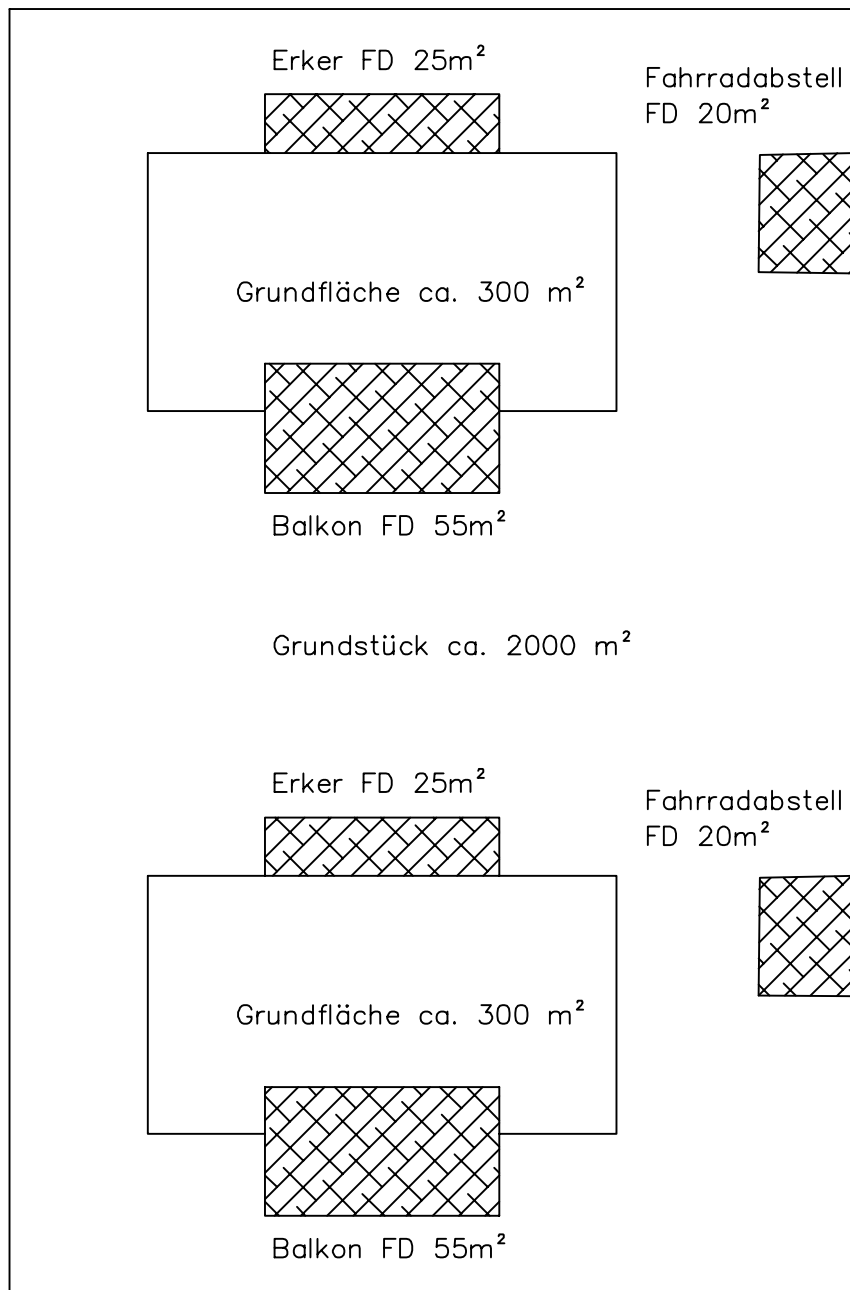 Erker FD 25m²
Fahrradabstell
FD 20m²
Grundfläche ca. 300 m²
Balkon FD 55m²
Grundstück ca. 2000 m²
Erker FD 25m²
Fahrradabstell
FD 20m²
Grundfläche ca. 300 m²
Balkon FD 55m²